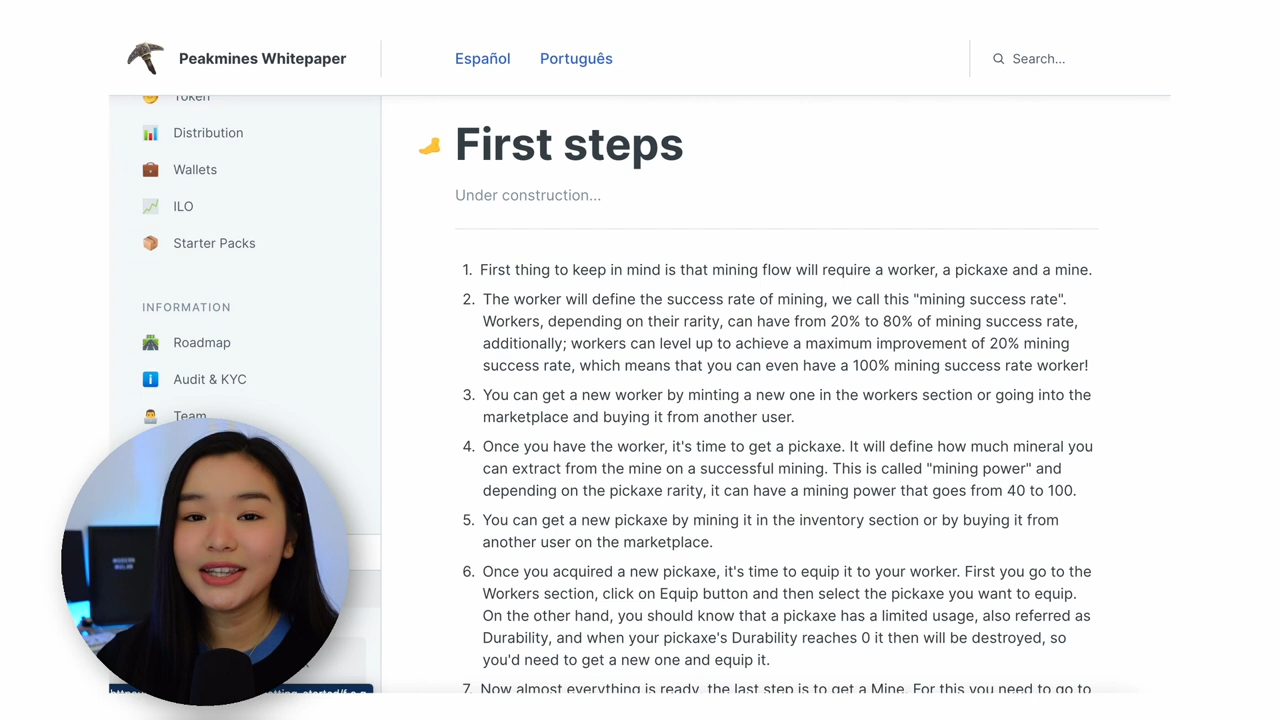 Peakmines Whitepaper
Español
Português
Search...
Token
Distribution
Wallets
ILO
Starter Packs
INFORMATION
Roadmap
Audit & KYC
Team
First steps
Under construction...
1. First thing to keep in mind is that mining flow will require a worker, a pickaxe and a mine.
2. The worker will define the success rate of mining, we call this "mining success rate".
Workers, depending on their rarity, can have from 20% to 80% of mining success rate,
additionally; workers can level up to achieve a maximum improvement of 20% mining
success rate, which means that you can even have a 100% mining success rate worker!
3. You can get a new worker by minting a new one in the workers section or going into the
marketplace and buying it from another user.
4. Once you have the worker, it's time to get a pickaxe. It will define how much mineral you
can extract from the mine on a successful mining. This is called "mining power" and
depending on the pickaxe rarity, it can have a mining power that goes from 40 to 100.
5. You can get a new pickaxe by mining it in the inventory section or by buying it from
another user on the marketplace.
6. Once you acquired a new pickaxe, it's time to equip it to your worker. First you go to the
Workers section, click on Equip button and then select the pickaxe you want to equip.
On the other hand, you should know that a pickaxe has a limited usage, also referred as
Durability, and when your pickaxe's Durability reaches 0 it then will be destroyed, so
you'd need to get a new one and equip it.
7. Now almost everything is ready, the last step is to get a Mine. For this you need to go to